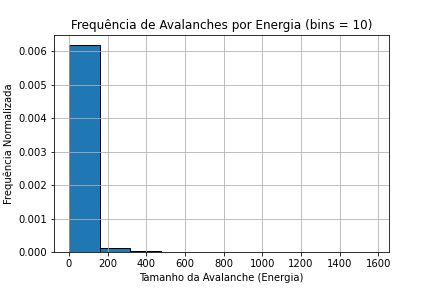 Frequência de Avalanches por Energia (bins = 10)
Frequência Normalizada
0.006
0.005
0.004
0.003
0.002
0.001
0.000
0 200 400 600 800 1000 1200 1400 1600
Tamanho da Avalanche (Energia)